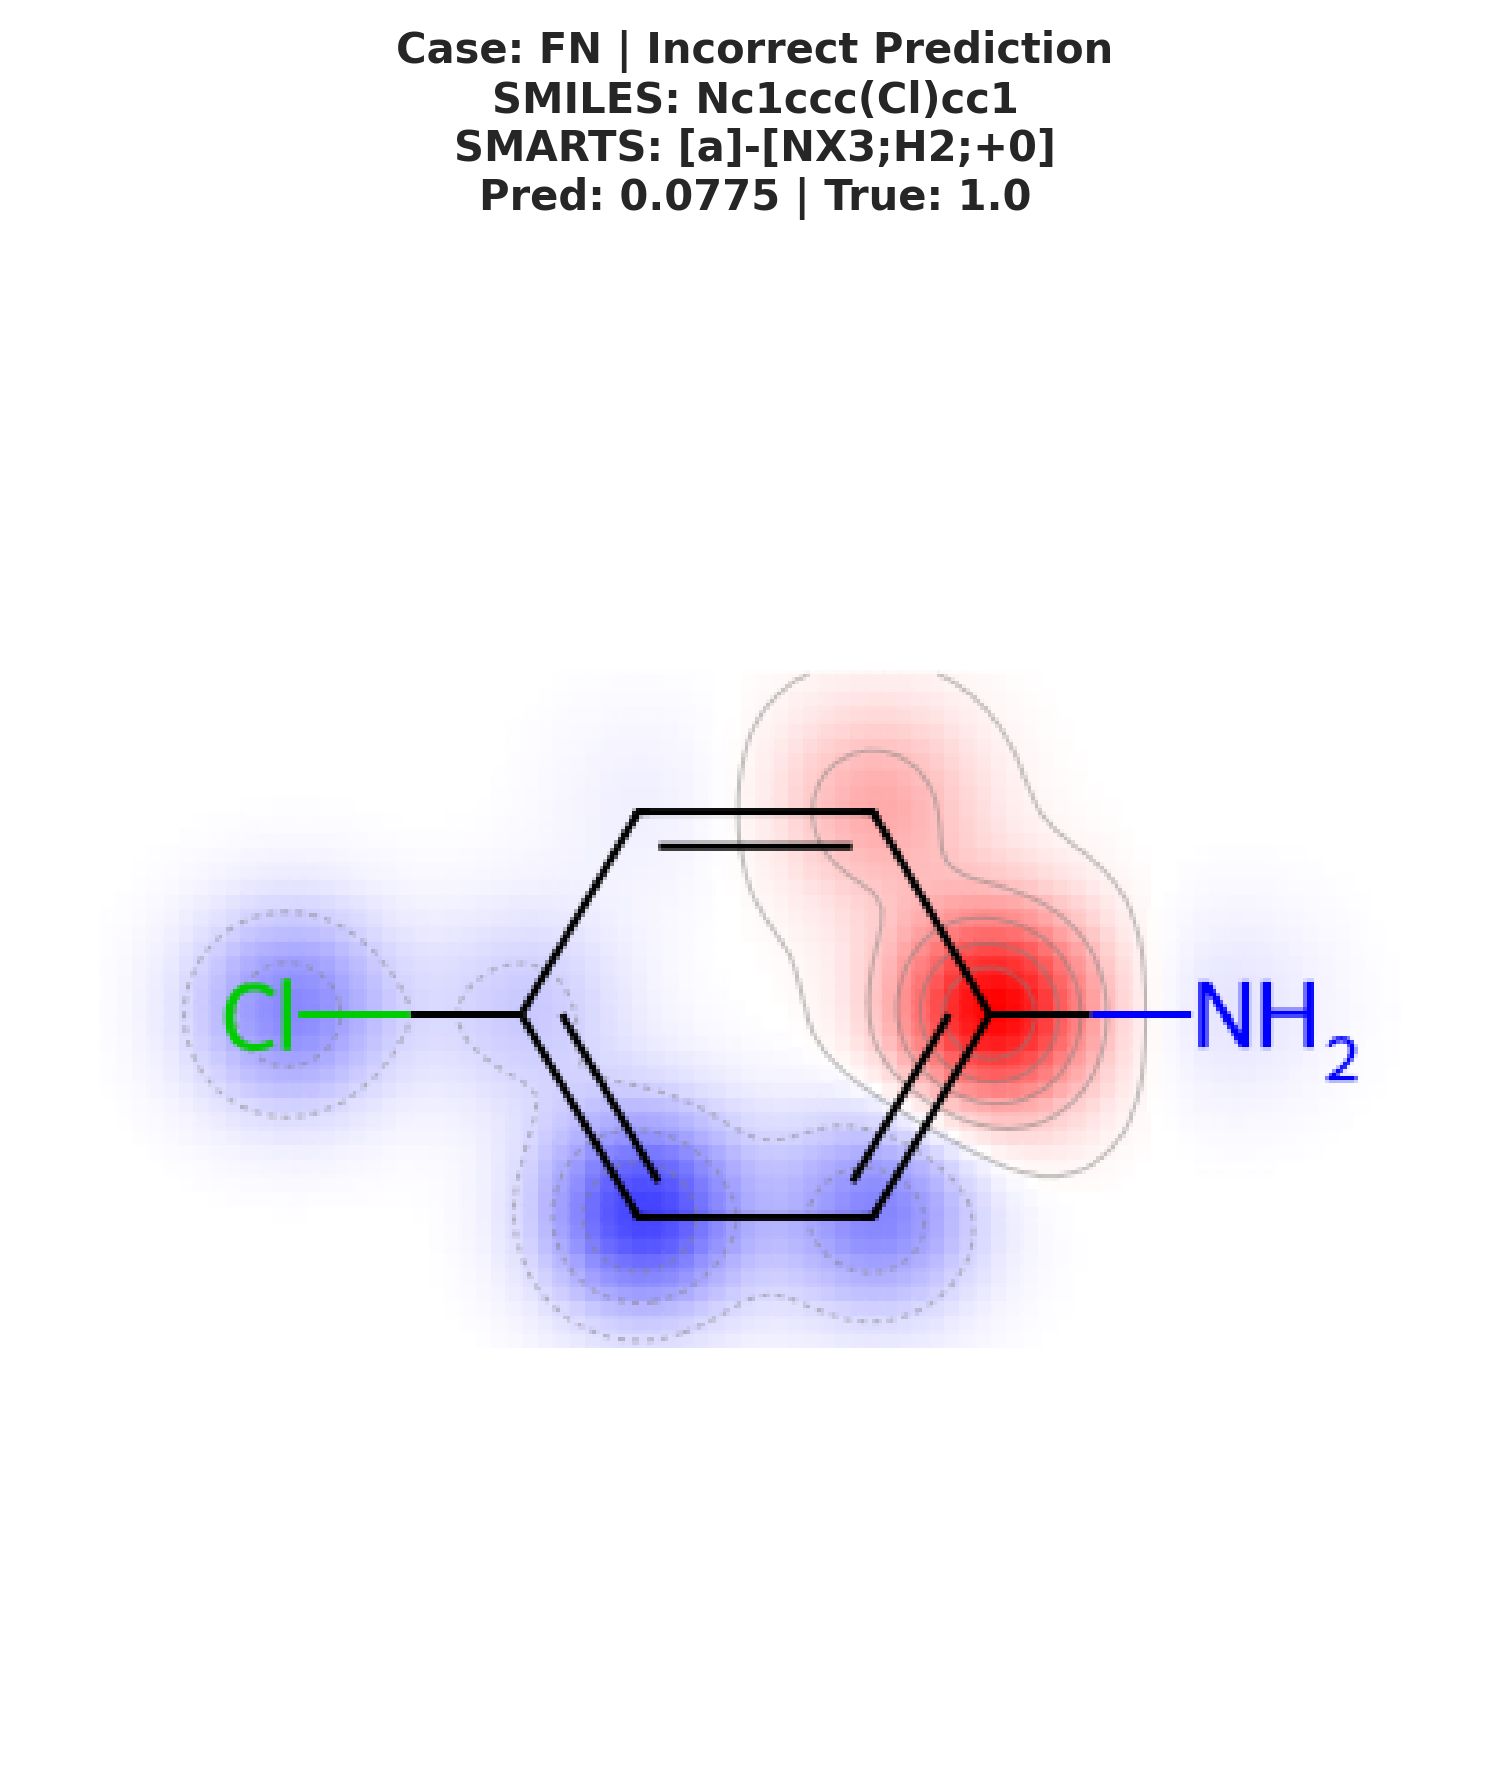 Case: FN | Incorrect Prediction
SMILES: Nc1ccc(Cl)cc1
SMARTS: [a]-[NX3;H2;+0]
Pred: 0.0775 | True: 1.0
Cl NH2